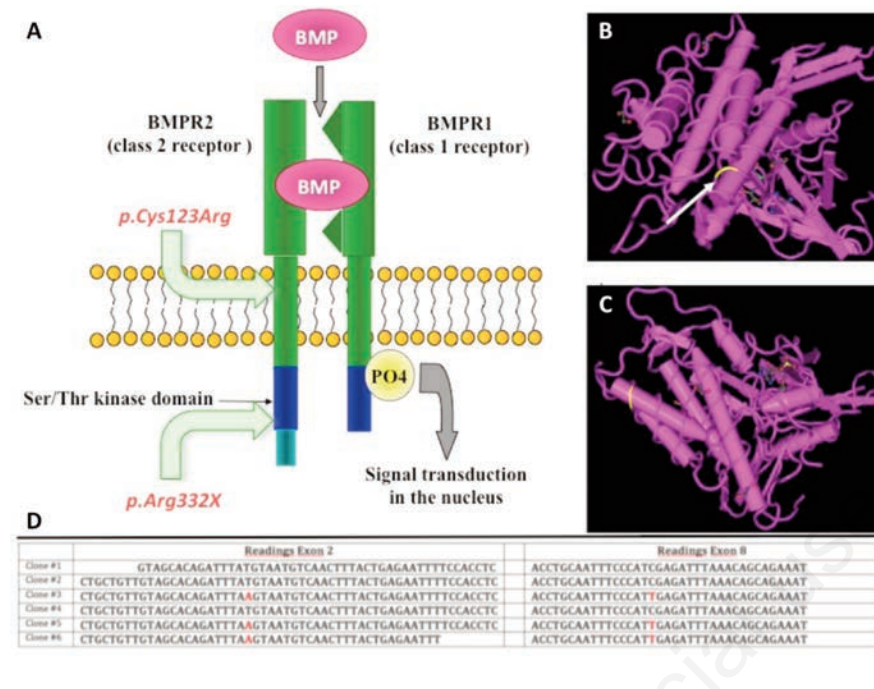 A
BMP
B
BMPR2
(class 2 receptor )
BMPR1
(class 1 receptor)
BMP
p.Cys123Arg
C
PO4
Ser/Thr kinase domain
p.Arg332X
Signal transduction
in the nucleus
D
Readings Exon 2 Readings Exon 8
Clone #1 GTAGCACAGATTTATGTAATGTCAACTTTACTGAGAATTTTCCACCTC ACCTGCAATTTCCCATCGAGATTTAAACAGCAGAAAT
Clone #2 CTGCTGTTGTAGCACAGATTTATGTAATGTCAACTTTACTGAGAATTTTCCACCTC ACCTGCAATTTCCCATCGAGATTTAAACAGCAGAAAT
Clone #3 CTGCTGTTGTAGCACAGATTTAAGTAATGTCAACTTTACTGAGAATTTTCCACCTC ACCTGCAATTTCCCATTGAGATTTAAACAGCAGAAAT
Clone #4 CTGCTGTTGTAGCACAGATTTATGTAATGTCAACTTTACTGAGAATTTTCCACCTC ACCTGCAATTTCCCATCGAGATTTAAACAGCAGAAAT
Clone #5 CTGCTGTTGTAGCACAGATTTAAGTAATGTCAACTTTACTGAGAATTTTCCACCTC ACCTGCAATTTCCCATTGAGATTTAAACAGCAGAAAT
Clone #6 CTGCTGTTGTAGCACAGATTTAAGTAATGTCAACTTTACTGAGAATTT ACCTGCAATTTCCCATTGAGATTTAAACAGCAGAAAT